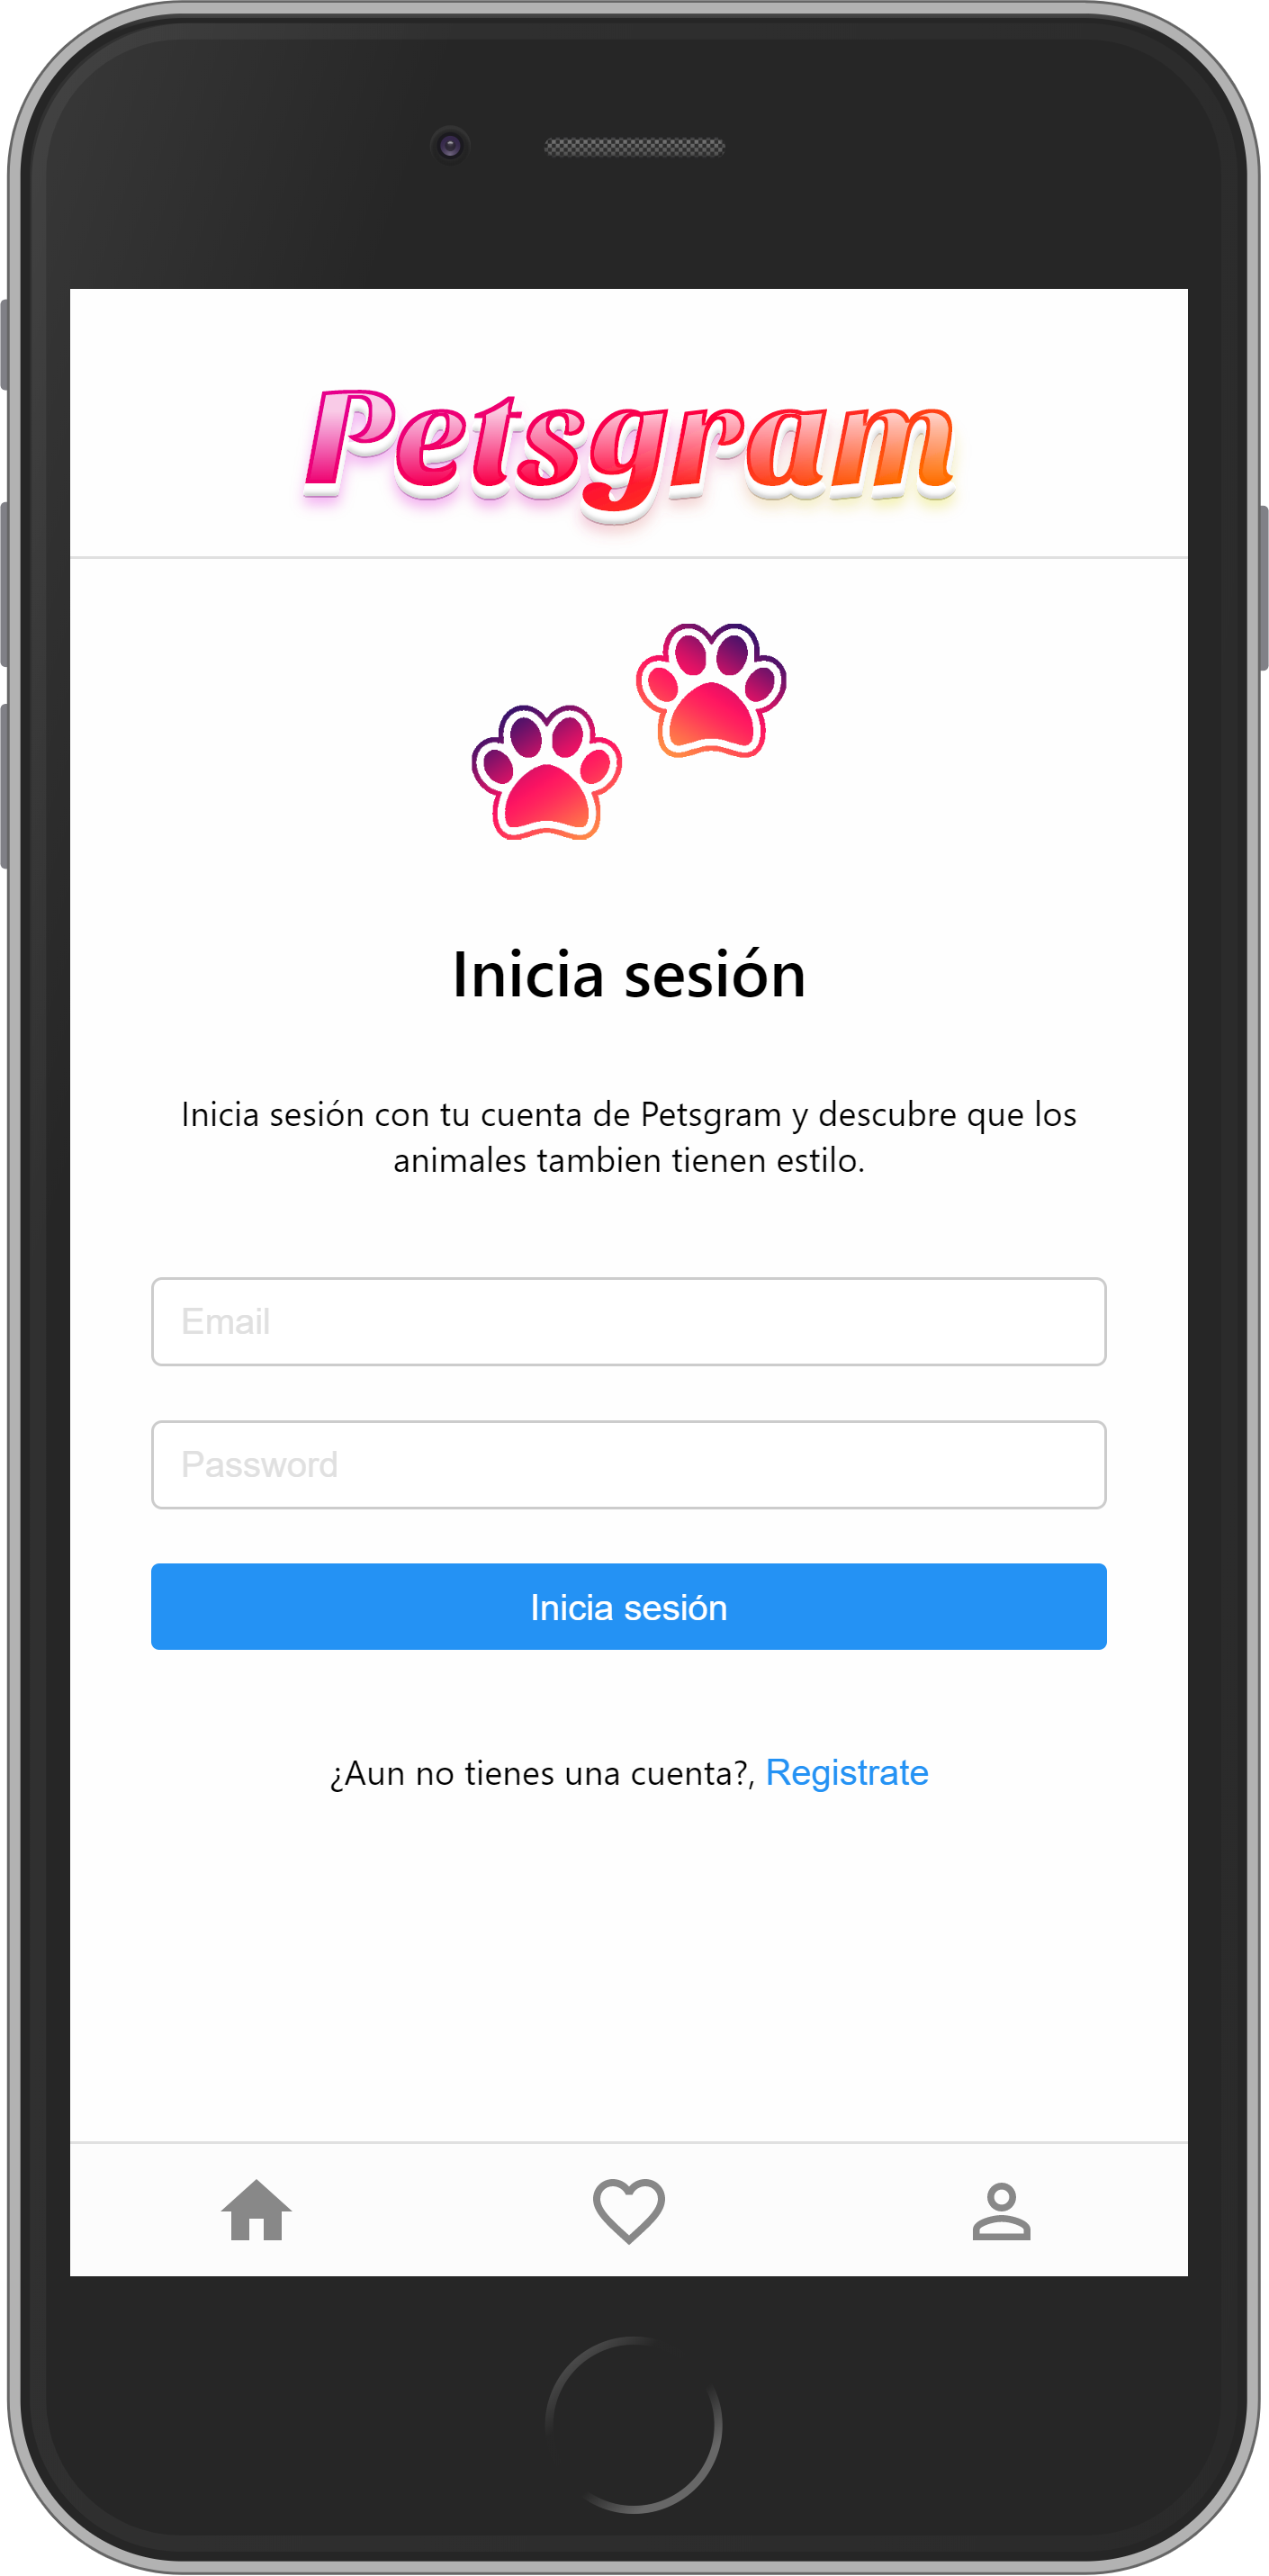 Petsgram
Inicia sesión
Inicia sesión con tu cuenta de Petsgram y descubre que los
animales tambien tienen estilo.
Email
Password
Inicia sesión
¿Aun no tienes una cuenta?, Registrate